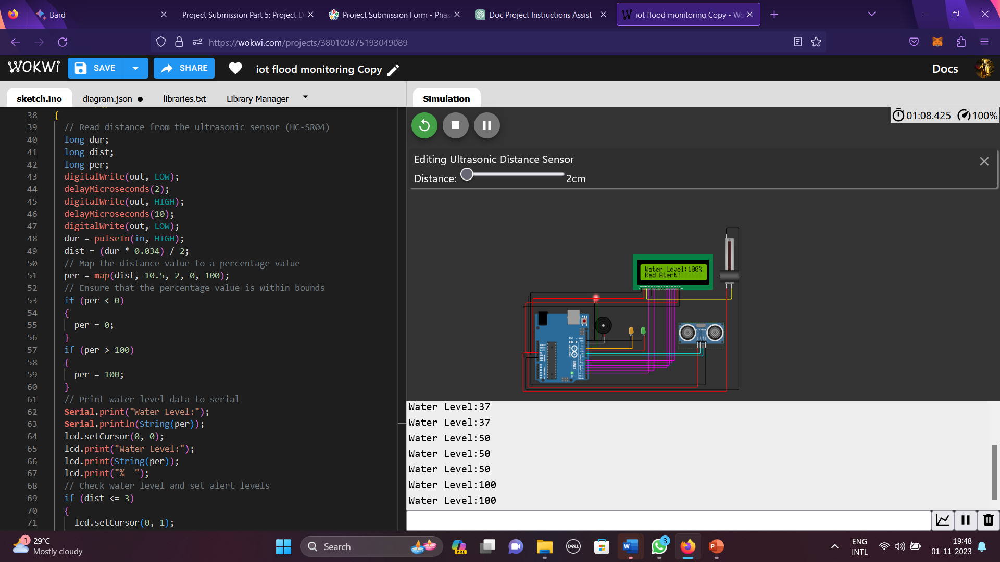 Bard
Project Submission Part 5: Project Do
Project Submission Form - Phas
Doc Project Instructions Assist
iot flood monitoring Copy - Wo
https://wokwi.com/projects/380109875193049089
WOKWI
SAVE
SHARE
iot flood monitoring Copy
Docs
sketch.ino
diagram.json ●
libraries.txt
Library Manager
Simulation
01:08.425
100%
38 {
39 // Read distance from the ultrasonic sensor (HC-SR04)
40 long dur;
41 long dist;
42 long per;
43 digitalWrite(out, LOW);
44 delayMicroseconds(2);
45 digitalWrite(out, HIGH);
46 delayMicroseconds(10);
47 digitalWrite(out, LOW);
48 dur = pulseIn(in, HIGH);
49 dist = (dur * 0.034) / 2;
50 // Map the distance value to a percentage value
51 per = map(dist, 10.5, 2, 0, 100);
52 // Ensure that the percentage value is within bounds
53 if (per < 0)
54 {
55 per = 0;
56 }
57 if (per > 100)
58 {
59 per = 100;
60 }
61 // Print water level data to serial
62 Serial.print("Water Level:");
63 Serial.println(String(per));
64 lcd.setCursor(0, 0);
65 lcd.print("Water Level:");
66 lcd.print(String(per));
67 lcd.print("%  ");
68 // Check water level and set alert levels
69 if (dist <= 3)
70 {
71 lcd.setCursor(0, 1);
Editing Ultrasonic Distance Sensor
Distance: 2cm
Water Level:100%
Red Alert!
UNO
Water Level:37
Water Level:37
Water Level:50
Water Level:50
Water Level:50
Water Level:100
Water Level:100
1
29°C
Mostly cloudy
Search
PRE
DELL
W
3
P
ENG
INTL
19:48
01-11-2023